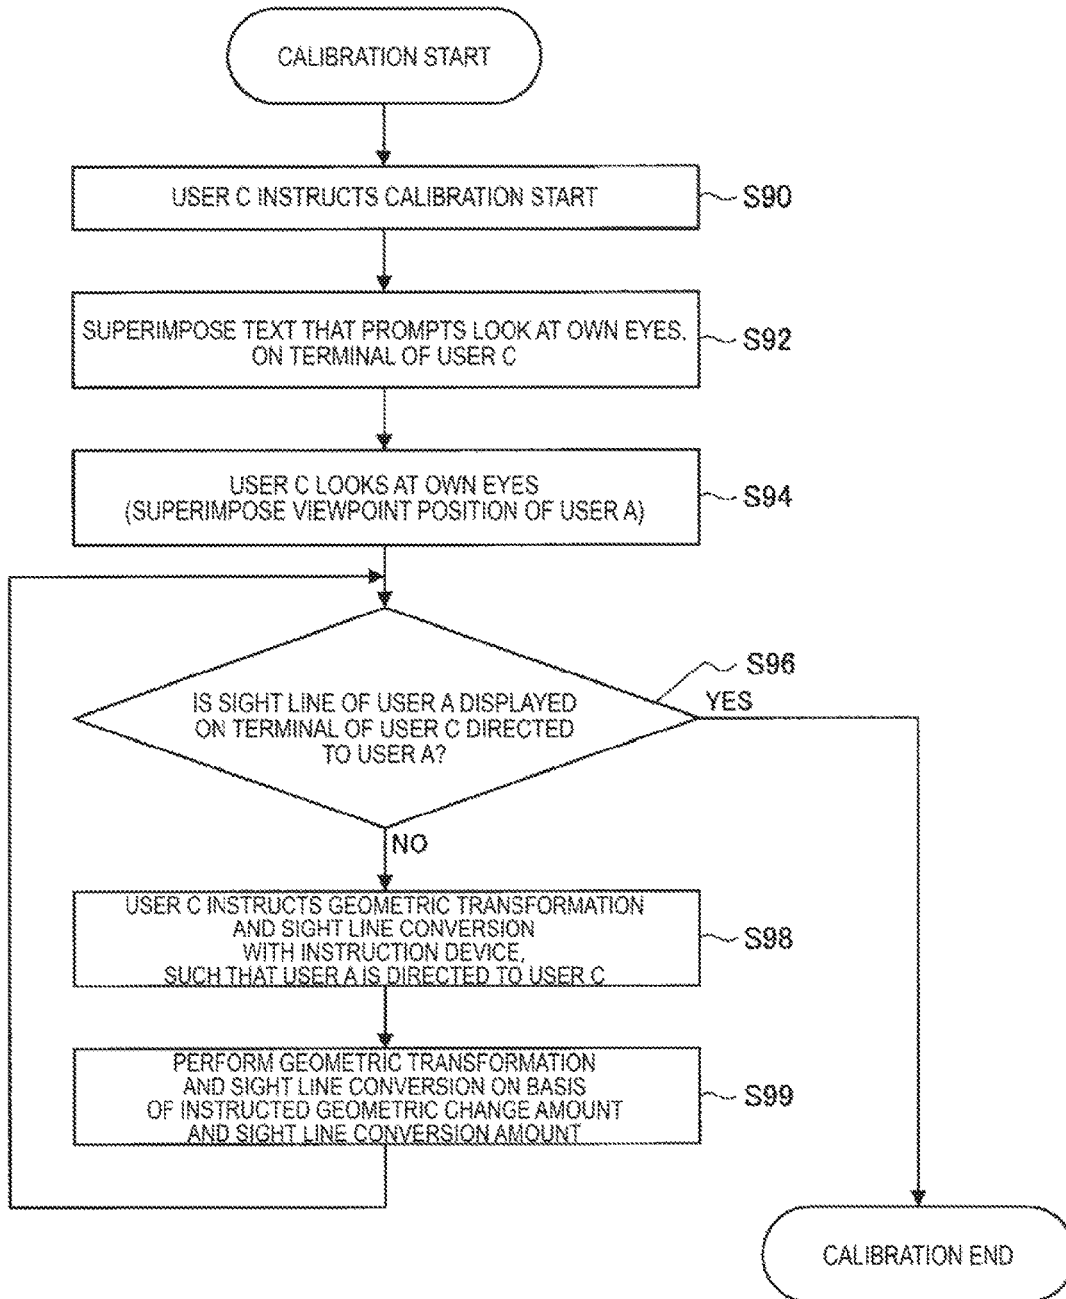 CALIBRATION START
USER C INSTRUCTS CALIBRATION START
S90
SUPERIMPOSE TEXT THAT PROMPTS LOOK AT OWN EYES,
ON TERMINAL OF USER C
S92
USER C LOOKS AT OWN EYES
(SUPERIMPOSE VIEWPOINT POSITION OF USER A)
S94
S96
IS SIGHT LINE OF USER A DISPLAYED
ON TERMINAL OF USER C DIRECTED
TO USER A?
YES
NO
USER C INSTRUCTS GEOMETRIC TRANSFORMATION
AND SIGHT LINE CONVERSION
WITH INSTRUCTION DEVICE,
SUCH THAT USER A IS DIRECTED TO USER C
S98
PERFORM GEOMETRIC TRANSFORMATION
AND SIGHT LINE CONVERSION ON BASIS
OF INSTRUCTED GEOMETRIC CHANGE AMOUNT
AND SIGHT LINE CONVERSION AMOUNT
S99
CALIBRATION END